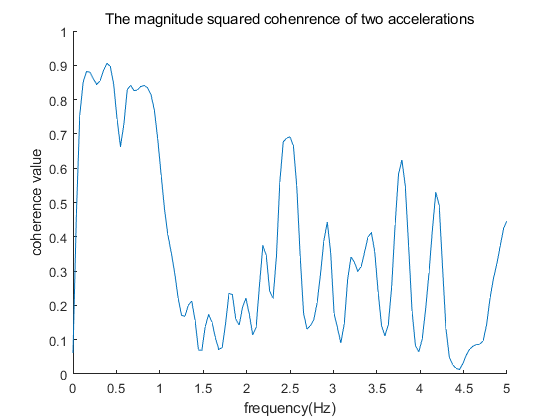 The magnitude squared cohenrence of two accelerations
1
0.9
0.8
0.7
0.6
0.5
0.4
0.3
0.2
0.1
0
coherence value
0 0.5 1 1.5 2 2.5 3 3.5 4 4.5 5
frequency(Hz)